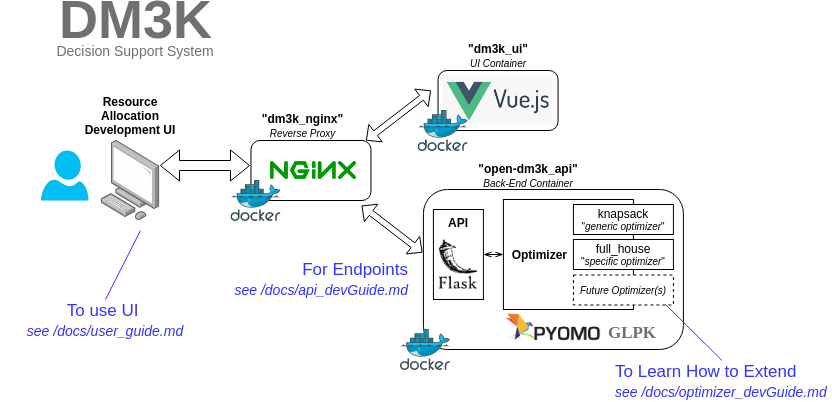 DM3K
Decision Support System
Resource
Allocation
Development UI
"dm3k_nginx"
Reverse Proxy
NGINX
docker
"dm3k_ui"
UI Container
Vue.js
docker
"open-dm3k_api"
Back-End Container
API
Flask
Optimizer
knapsack
"generic optimizer"
full_house
"specific optimizer"
Future Optimizer(s)
PYOMO
GLPK
docker
For Endpoints
see /docs/api_devGuide.md
To use UI
see /docs/user_guide.md
To Learn How to Extend
see /docs/optimizer_devGuide.md